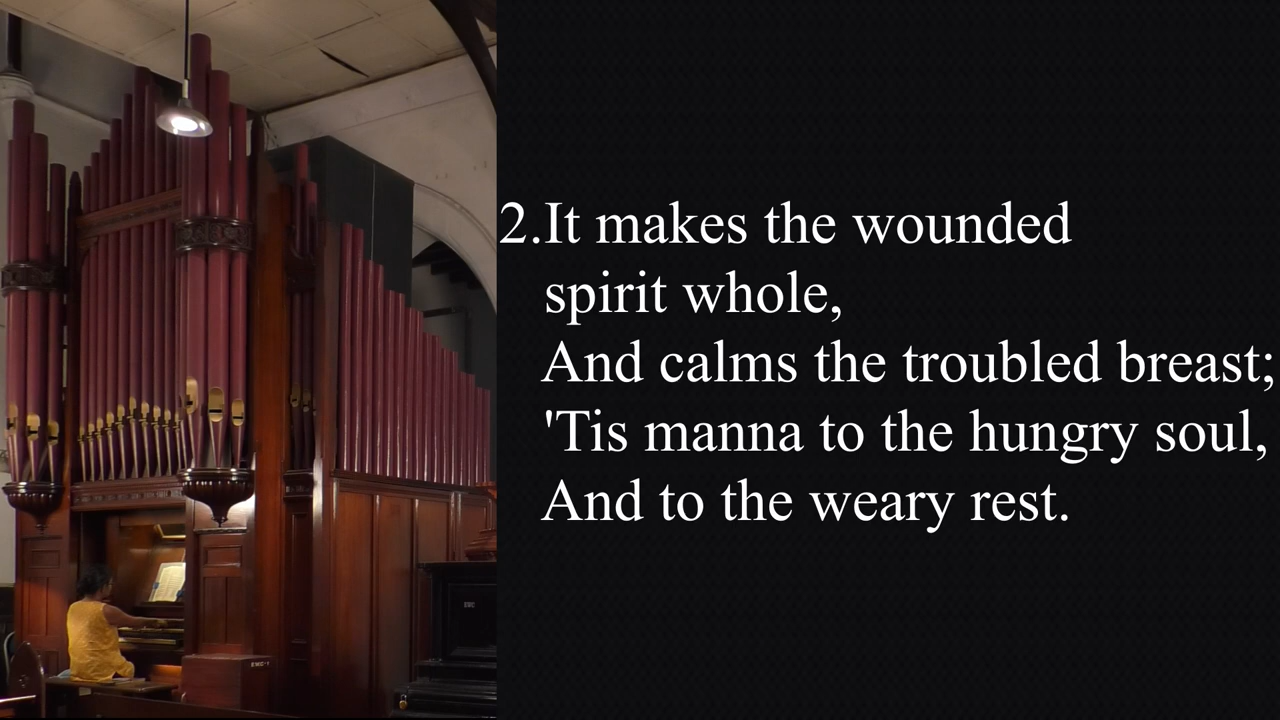 2.It makes the wounded
spirit whole,
And calms the troubled breast;
'Tis manna to the hungry soul,
And to the weary rest.